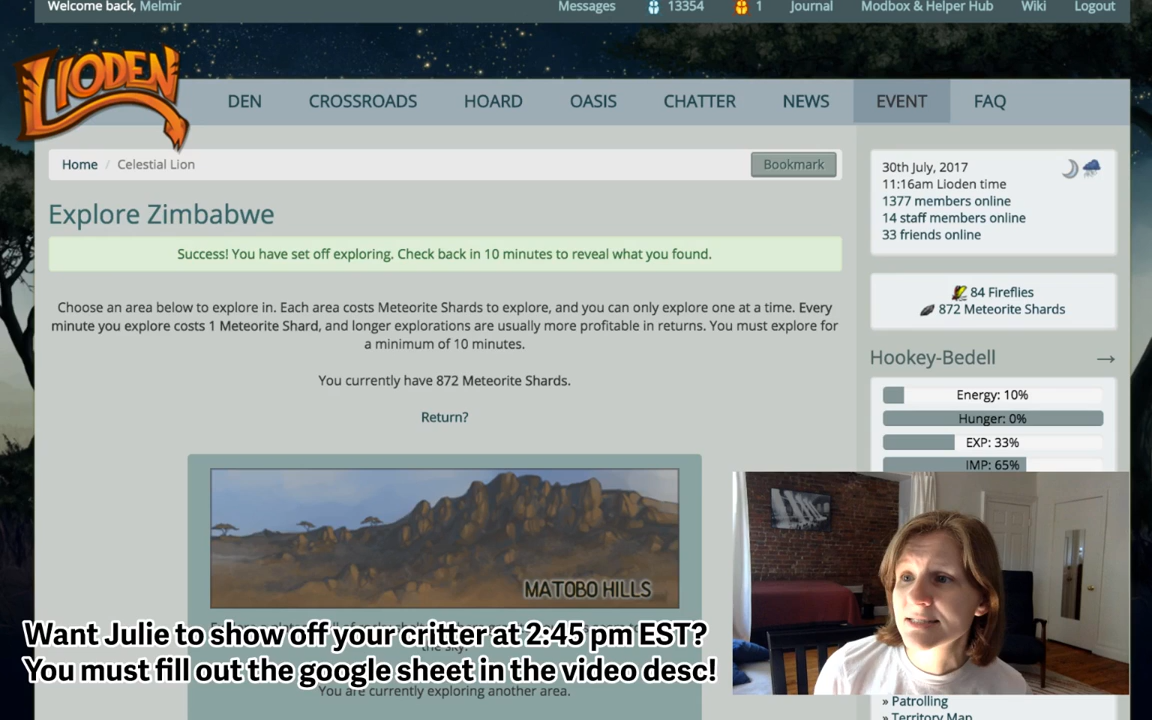 Welcome back, Melmir
Messages 13354 1 Journal Modbox & Helper Hub Wiki Logout
LIODEN
DEN CROSSROADS HOARD OASIS CHATTER NEWS EVENT FAQ
Home / Celestial Lion
Bookmark
Explore Zimbabwe
Success! You have set off exploring. Check back in 10 minutes to reveal what you found.
Choose an area below to explore in. Each area costs Meteorite Shards to explore, and you can only explore one at a time. Every
minute you explore costs 1 Meteorite Shard, and longer explorations are usually more profitable in returns. You must explore for
a minimum of 10 minutes.
You currently have 872 Meteorite Shards.
Return?
MATOBO HILLS
the sky.
You are currently exploring another area.
Want Julie to show off your critter at 2:45 pm EST?
You must fill out the google sheet in the video desc!
30th July, 2017
11:16am Lioden time
1377 members online
14 staff members online
33 friends online
84 Fireflies
872 Meteorite Shards
Hookey-Bedell →
Energy: 10%
Hunger: 0%
EXP: 33%
IMP: 65%
» Patrolling
» Territory Map